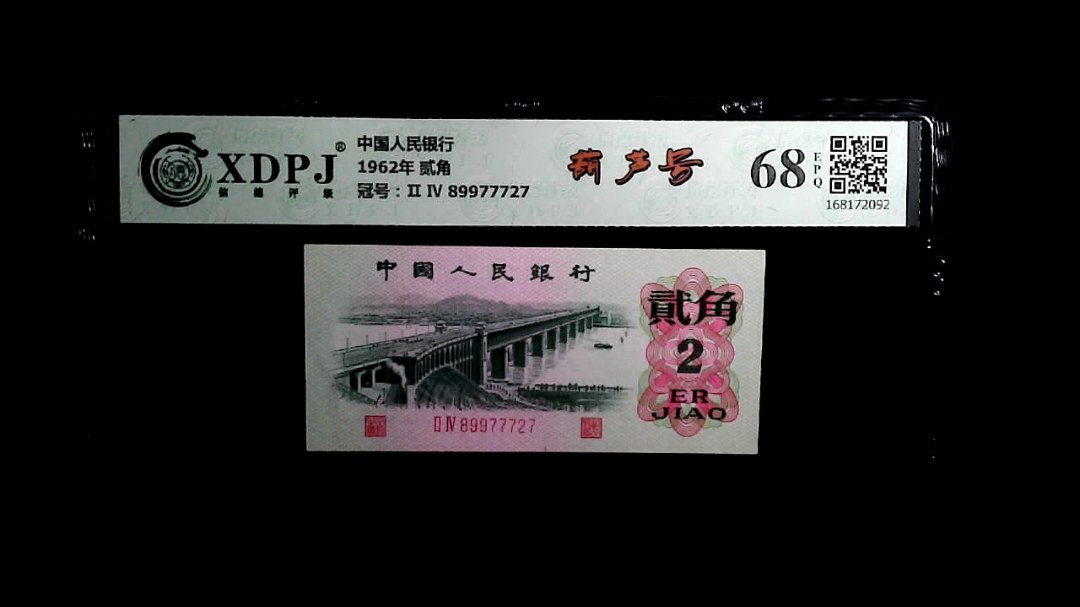 XDPJ®
信德评级
中国人民银行
1962年 贰角
冠号：Ⅱ Ⅳ 89977727
葫芦号
68
EPQ
168172092
中國人民銀行
貳角
2
ER
JIAO
Ⅱ Ⅳ 89977727